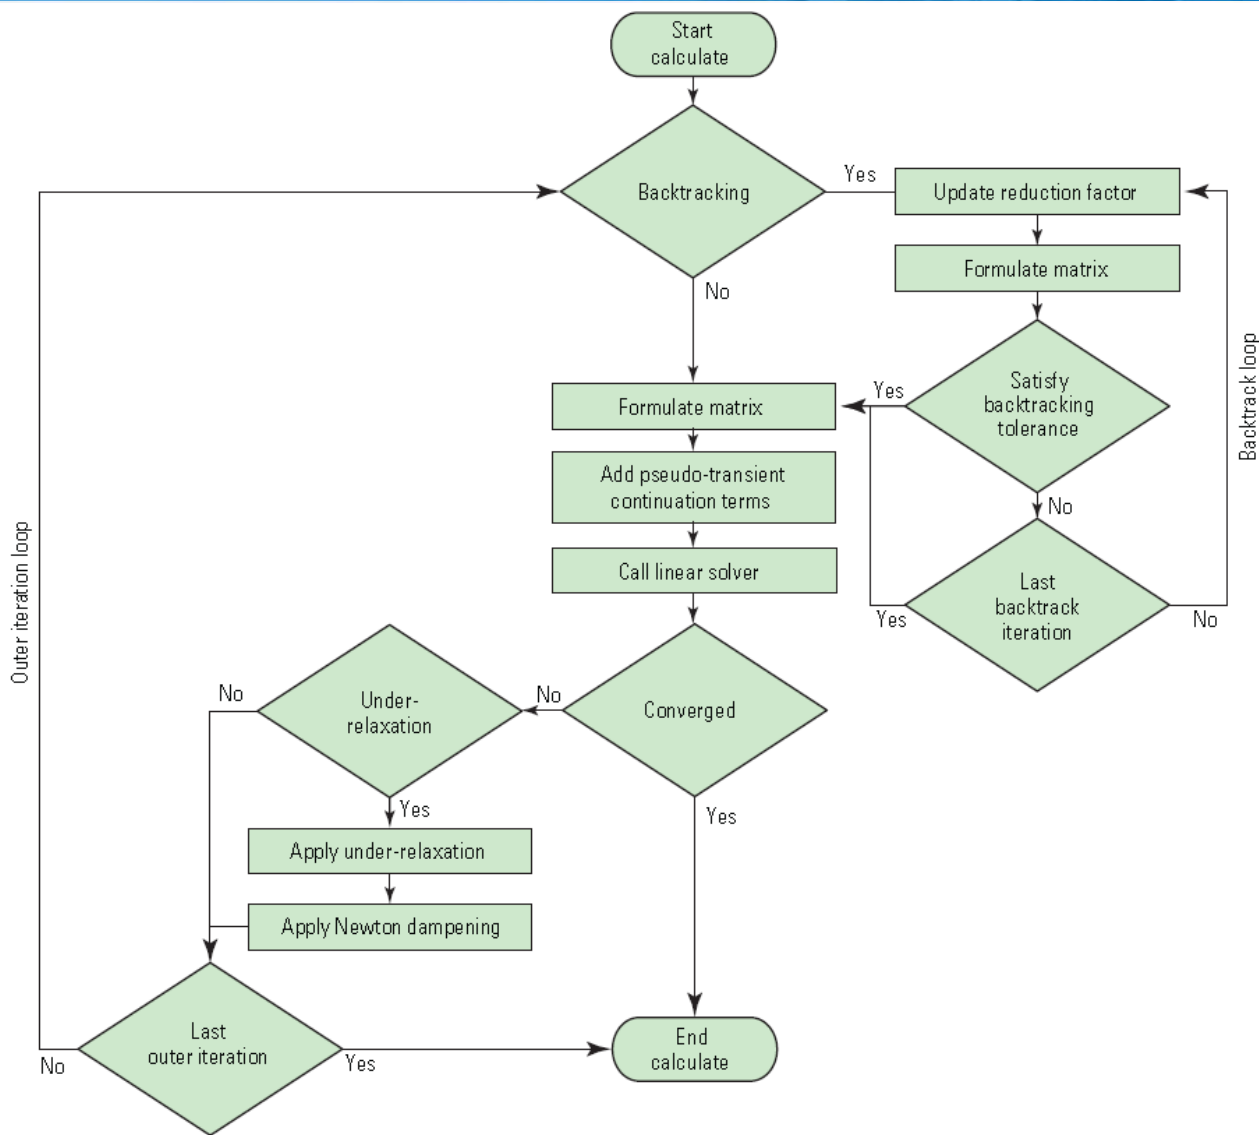 Start
calculate
Backtracking
Yes
Update reduction factor
Formulate matrix
No
Satisfy
backtracking
tolerance
Yes
No
Last
backtrack
iteration
Yes
No
Backtrack loop
Formulate matrix
Add pseudo-transient
continuation terms
Call linear solver
Converged
No
Yes
Under-
relaxation
No
Yes
Apply under-relaxation
Apply Newton dampening
Last
outer iteration
No
Yes
Outer iteration loop
End
calculate